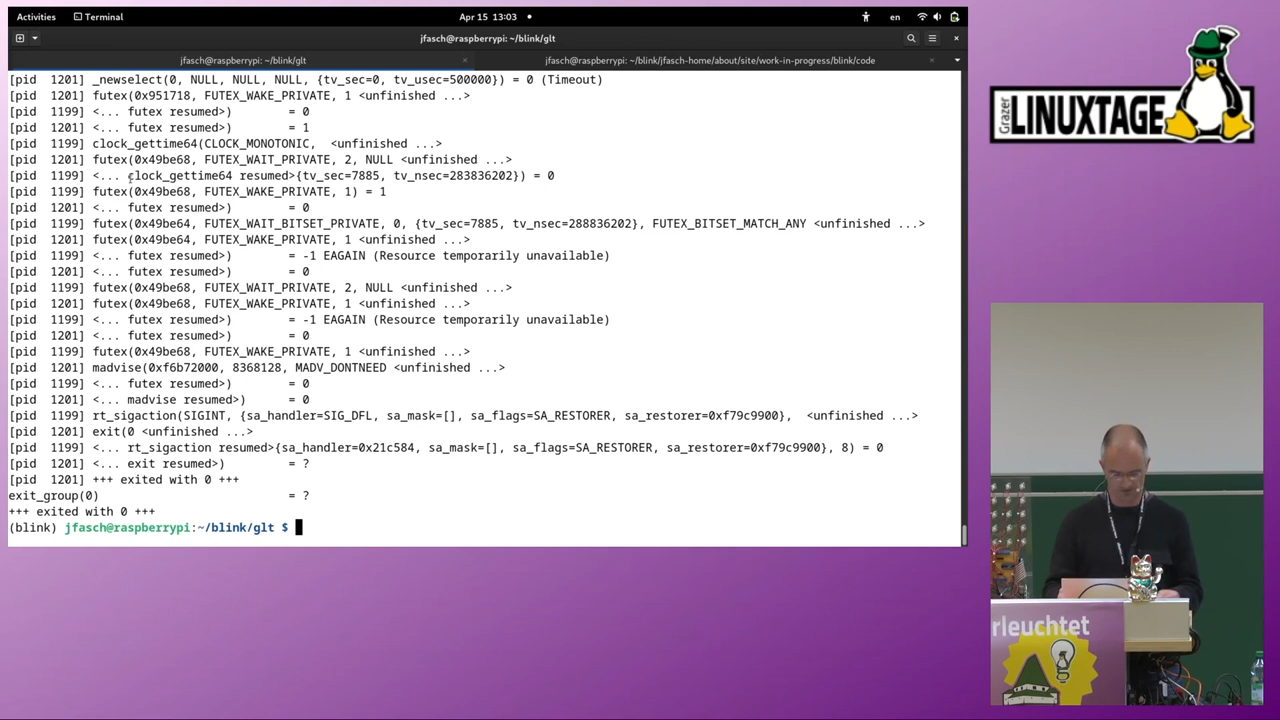 Activities
Terminal
Apr 15 13:03
en
jfasch@raspberrypi: ~/blink/glt
jfasch@raspberrypi: ~/blink/glt
jfasch@raspberrypi: ~/blink/jfasch-home/about/site/work-in-progress/blink/code
[pid  1201] _newselect(0, NULL, NULL, NULL, {tv_sec=0, tv_usec=500000}) = 0 (Timeout)
[pid  1201] futex(0x951718, FUTEX_WAKE_PRIVATE, 1 <unfinished ...>
[pid  1199] <... futex resumed>)        = 0
[pid  1201] <... futex resumed>)        = 1
[pid  1199] clock_gettime64(CLOCK_MONOTONIC,  <unfinished ...>
[pid  1201] futex(0x49be68, FUTEX_WAIT_PRIVATE, 2, NULL <unfinished ...>
[pid  1199] <... clock_gettime64 resumed>{tv_sec=7885, tv_nsec=283836202}) = 0
[pid  1199] futex(0x49be68, FUTEX_WAKE_PRIVATE, 1) = 1
[pid  1201] <... futex resumed>)        = 0
[pid  1199] futex(0x49be64, FUTEX_WAIT_BITSET_PRIVATE, 0, {tv_sec=7885, tv_nsec=288836202}, FUTEX_BITSET_MATCH_ANY <unfinished ...>
[pid  1201] futex(0x49be64, FUTEX_WAKE_PRIVATE, 1 <unfinished ...>
[pid  1199] <... futex resumed>)        = -1 EAGAIN (Resource temporarily unavailable)
[pid  1201] <... futex resumed>)        = 0
[pid  1199] futex(0x49be68, FUTEX_WAIT_PRIVATE, 2, NULL <unfinished ...>
[pid  1201] futex(0x49be68, FUTEX_WAKE_PRIVATE, 1 <unfinished ...>
[pid  1199] <... futex resumed>)        = -1 EAGAIN (Resource temporarily unavailable)
[pid  1201] <... futex resumed>)        = 0
[pid  1199] futex(0x49be68, FUTEX_WAKE_PRIVATE, 1 <unfinished ...>
[pid  1201] madvise(0xf6b72000, 8368128, MADV_DONTNEED <unfinished ...>
[pid  1199] <... futex resumed>)        = 0
[pid  1201] <... madvise resumed>)      = 0
[pid  1199] rt_sigaction(SIGINT, {sa_handler=SIG_DFL, sa_mask=[], sa_flags=SA_RESTORER, sa_restorer=0xf79c9900},  <unfinished ...>
[pid  1201] exit(0 <unfinished ...>
[pid  1199] <... rt_sigaction resumed>{sa_handler=0x21c584, sa_mask=[], sa_flags=SA_RESTORER, sa_restorer=0xf79c9900}, 8) = 0
[pid  1201] <... exit resumed>)         = ?
[pid  1201] +++ exited with 0 +++
exit_group(0)                           = ?
+++ exited with 0 +++
(blink) jfasch@raspberrypi:~/blink/glt $
Grazer
LINUXTAGE
rleuchtet